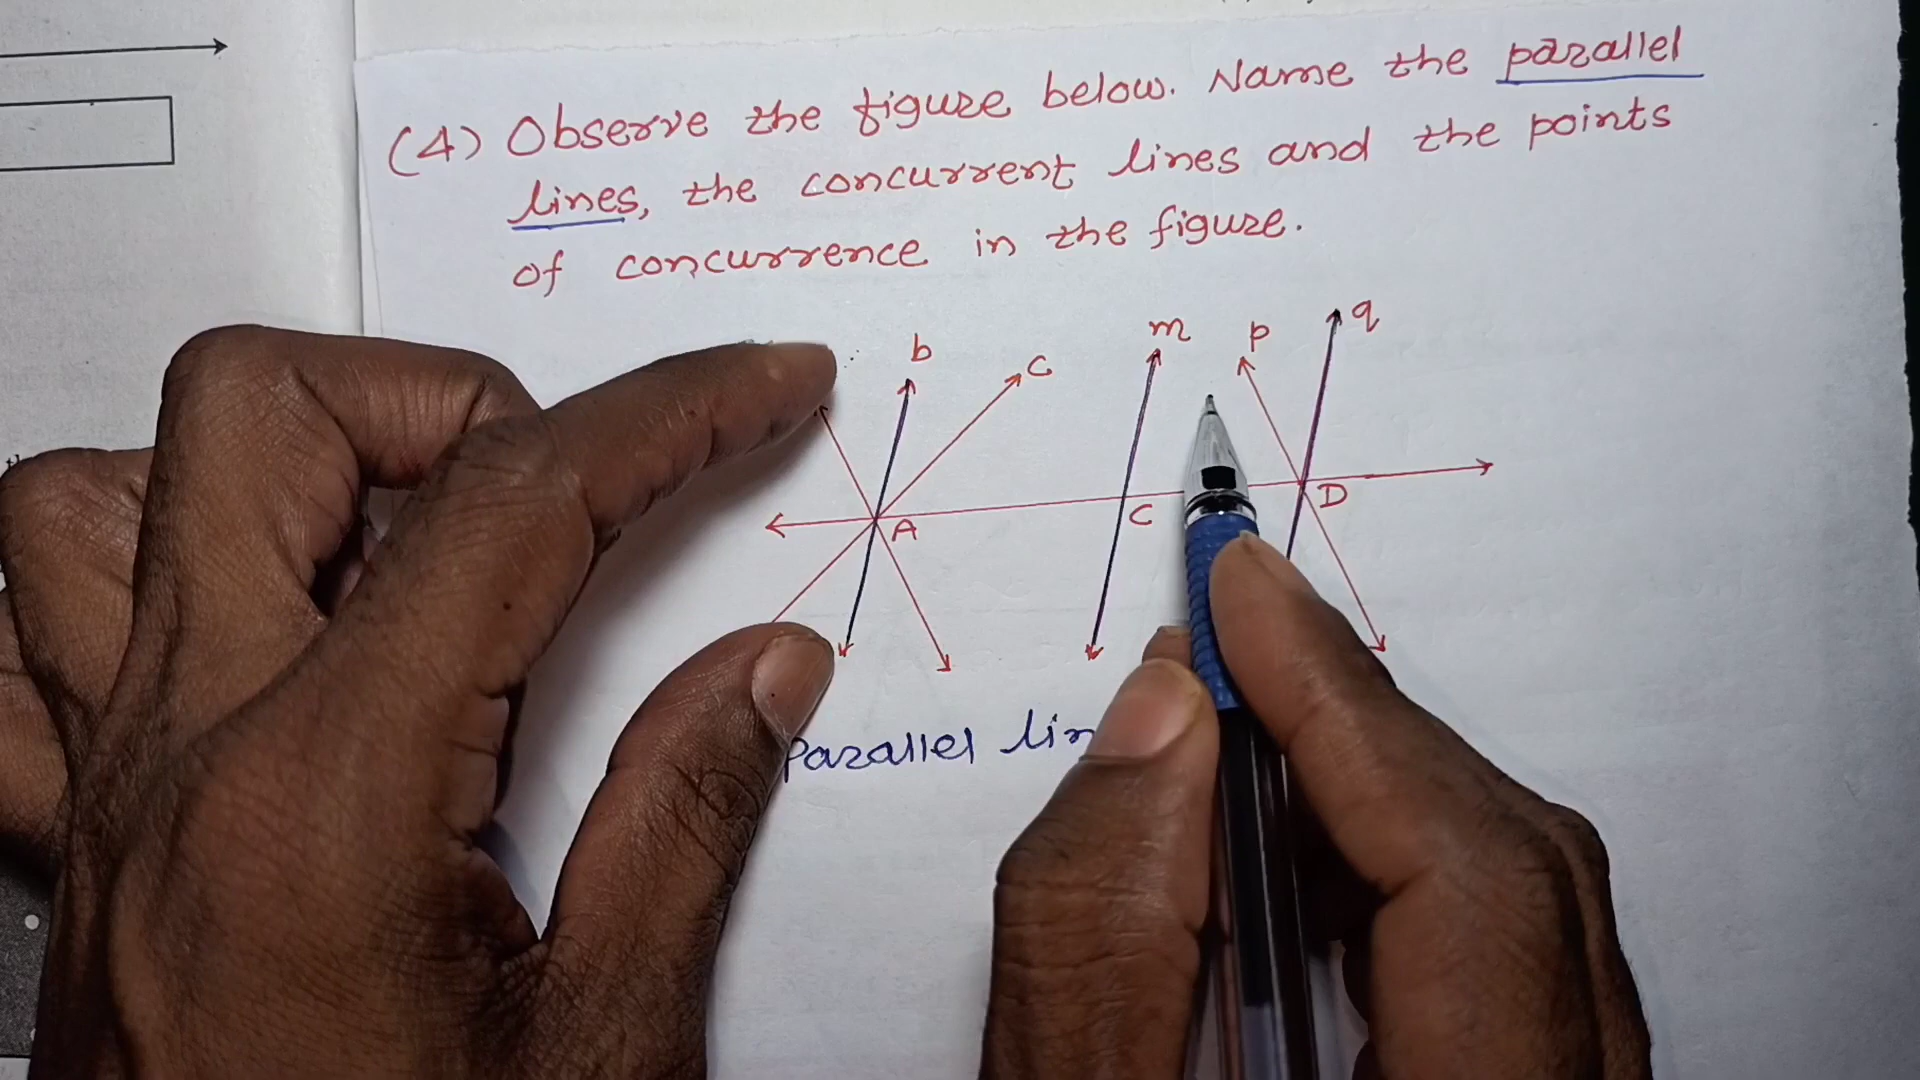 (4) Observe the figure below. Name the parallel
lines, the concurrent lines and the points
of concurrence in the figure.
b c m p q
A C D
Parallel lin